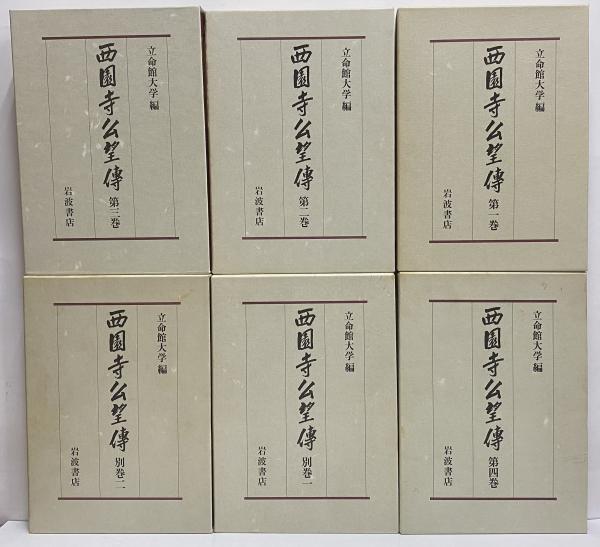 立命館大学編
西園寺公望傳 第一巻
岩波書店
立命館大学編
西園寺公望傳 第二巻
岩波書店
立命館大学編
西園寺公望傳 第三巻
岩波書店
立命館大学編
西園寺公望傳 第四巻
岩波書店
立命館大学編
西園寺公望傳 別巻一
岩波書店
立命館大学編
西園寺公望傳 別巻二
岩波書店